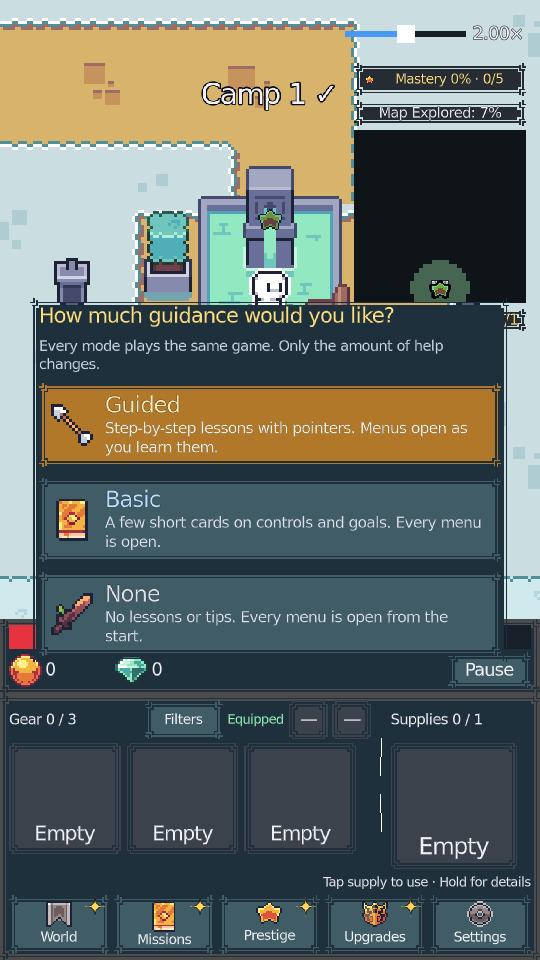 2.00×
Mastery 0% · 0/5
Camp 1 ✓
Map Explored: 7%
How much guidance would you like?
Every mode plays the same game. Only the amount of help
changes.
Guided
Step-by-step lessons with pointers. Menus open as
you learn them.
Basic
A few short cards on controls and goals. Every menu
is open.
None
No lessons or tips. Every menu is open from the
start.
0
0
Pause
Gear 0 / 3
Filters
Equipped
—
—
Supplies 0 / 1
Empty
Empty
Empty
Empty
Tap supply to use · Hold for details
World
Missions
Prestige
Upgrades
Settings